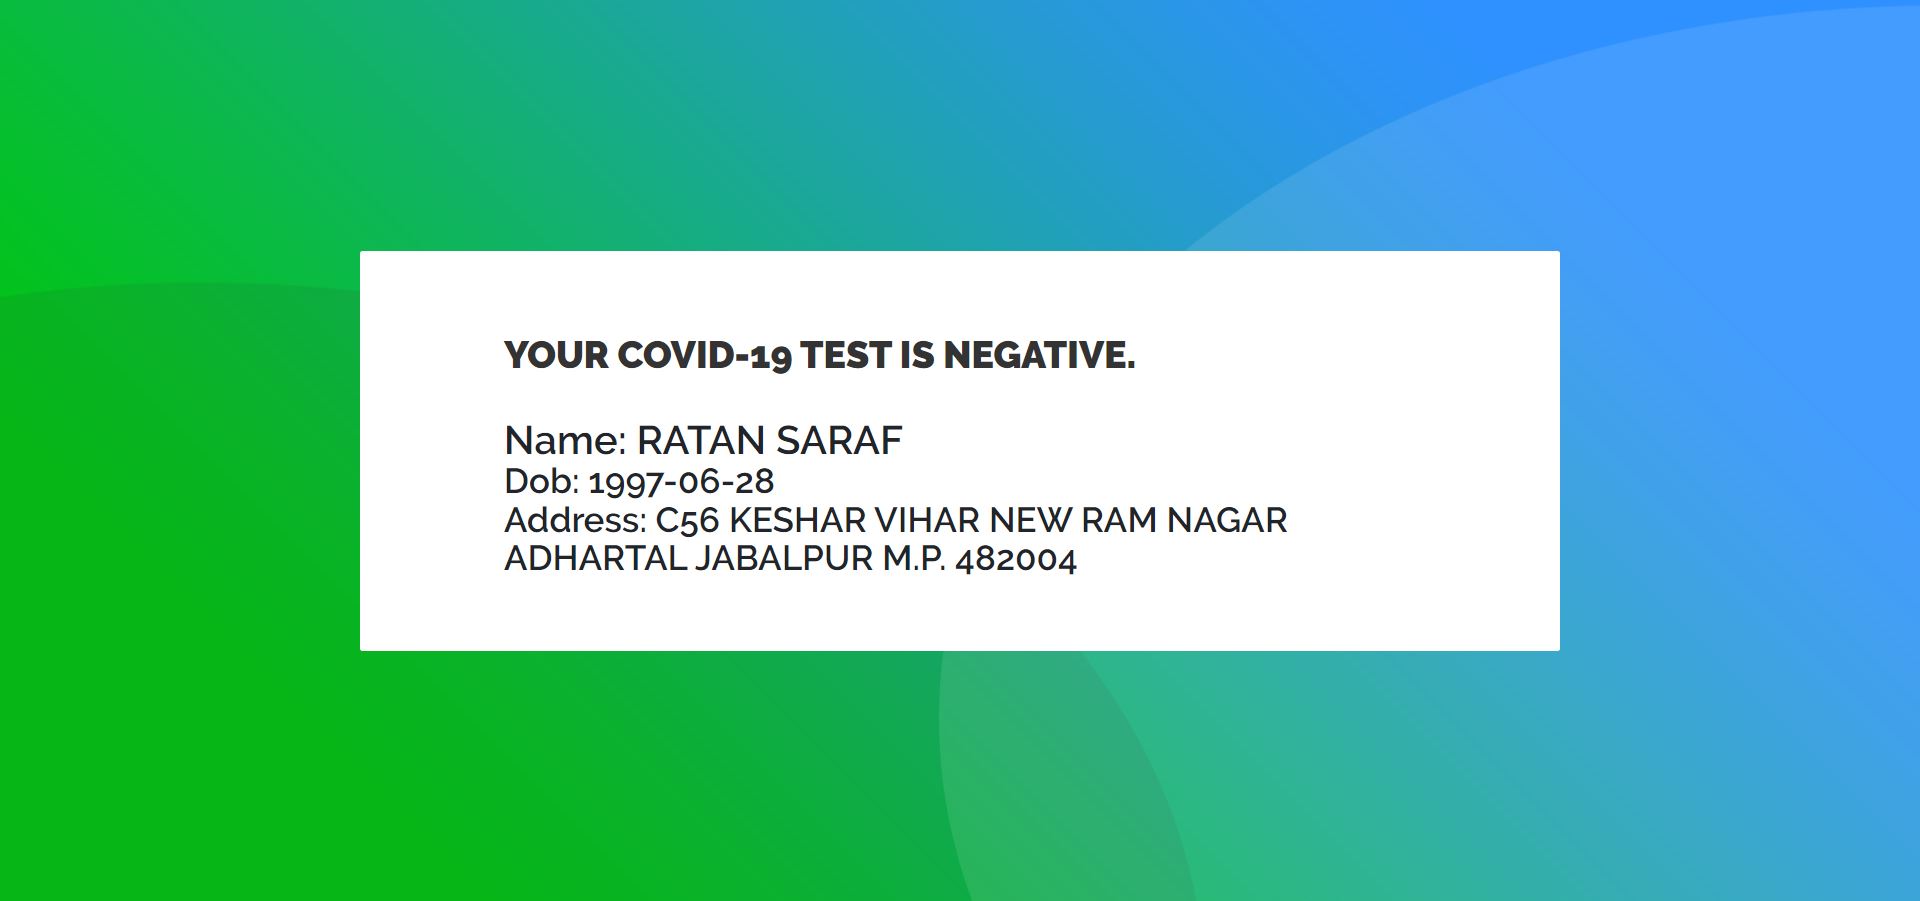 YOUR COVID-19 TEST IS NEGATIVE.
Name: RATAN SARAF
Dob: 1997-06-28
Address: C56 KESHAR VIHAR NEW RAM NAGAR
ADHARTAL JABALPUR M.P. 482004